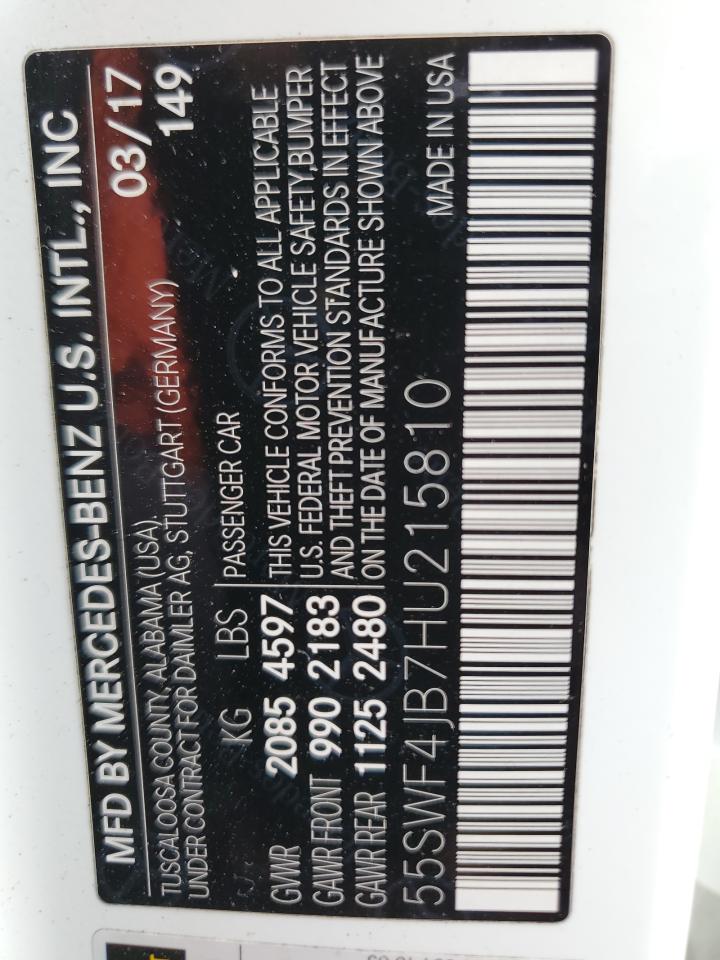 MFD BY MERCEDES-BENZ U.S. INTL., INC
TUSCALOOSA COUNTY, ALABAMA (USA), 03/17
UNDER CONTRACT FOR DAIMLER AG, STUTTGART (GERMANY) 149
KG LBS PASSENGER CAR
GVWR 2085 4597 THIS VEHICLE CONFORMS TO ALL APPLICABLE
GAWR FRONT 990 2183 U.S. FEDERAL MOTOR VEHICLE SAFETY,BUMPER
AND THEFT PREVENTION STANDARDS IN EFFECT
GAWR REAR 1125 2480 ON THE DATE OF MANUFACTURE SHOWN ABOVE
55SWF4JB7HU215810 MADE IN USA